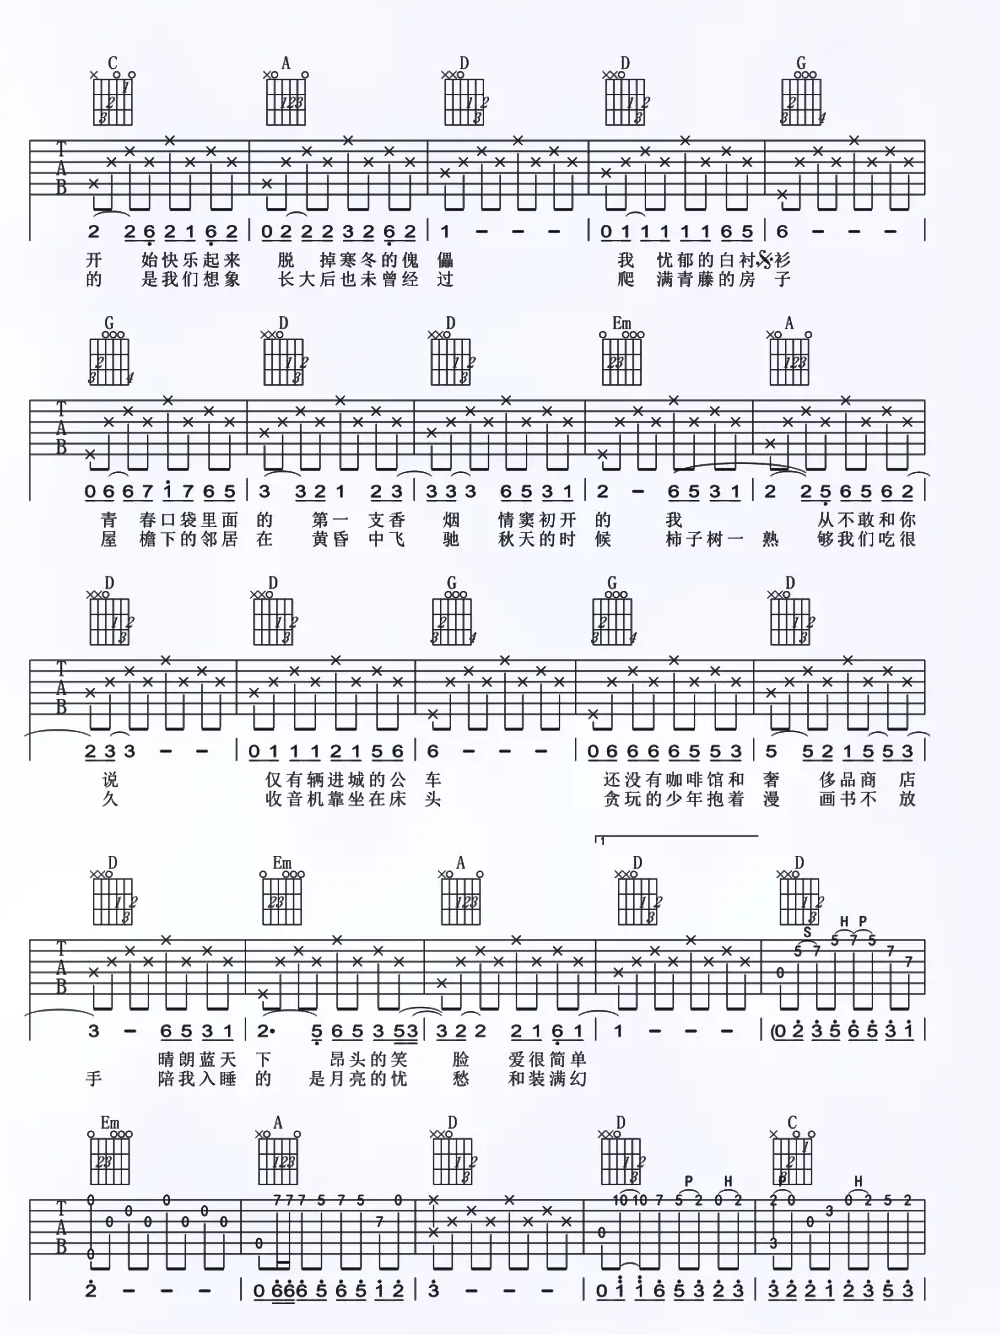 C A D D G
T A B
2 2 6 2 1 6 2 | 0 2 2 2 3 2 6 2 | 1 - - - | 0 1 1 1 1 1 6 5 | 6 - - -
开 始快乐起来 脱 掉寒冬的傀 儡 我 忧郁的白衬 衫
的 是我们想象 长大后也未曾经 过 爬 满青藤的房 子
G D D Em A
T A B
0 6 6 7 1 7 6 5 | 3 3 2 1 2 3 | 3 3 3 6 5 3 1 | 2 - 6 5 3 1 | 2 2 5 6 5 6 2
青 春口袋里面 的 第一 支香 烟 情窦初开 的 我 从不敢和你
屋 檐下的邻居 在 黄昏 中飞 驰 秋天的时 候 柿子树一 熟 够我们吃很
D D G G D
T A B
2 3 3 - - | 0 1 1 1 2 1 5 6 | 6 - - - | 0 6 6 6 6 5 5 3 | 5 5 2 1 5 5 3
说 仅有辆进城的公 车 还没有咖啡馆和 奢 侈品商 店
久 收音机靠坐在床 头 贪玩的少年抱着 漫 画书不 放
1
D Em A D D
S H P
T A B
0 5 7 5 7 5 7 7
3 - 6 5 3 1 | 2· 5 6 5 3 5 3 | 3 2 2 2 1 6 1 | 1 - - - | (0 2 3 5 6 5 3 1
晴朗蓝天 下 昂头的笑 脸 爱很简单
手 陪我入睡 的 是月亮的忧 愁 和装满幻
Em A D D C
P H P H
T A B
0 0 0 0 0 0 0 0 0 | 0 7 7 7 5 7 5 7 0 | 0 10 10 7 5 2 0 2 | 2 3 0 0 3 0 2 5 2
2 - - - | 0 6 6 6 5 6 5 1 2 | 3 - - - | 0 1 1 6 5 3 2 3 | 3 2 2 1 2 3 5 3